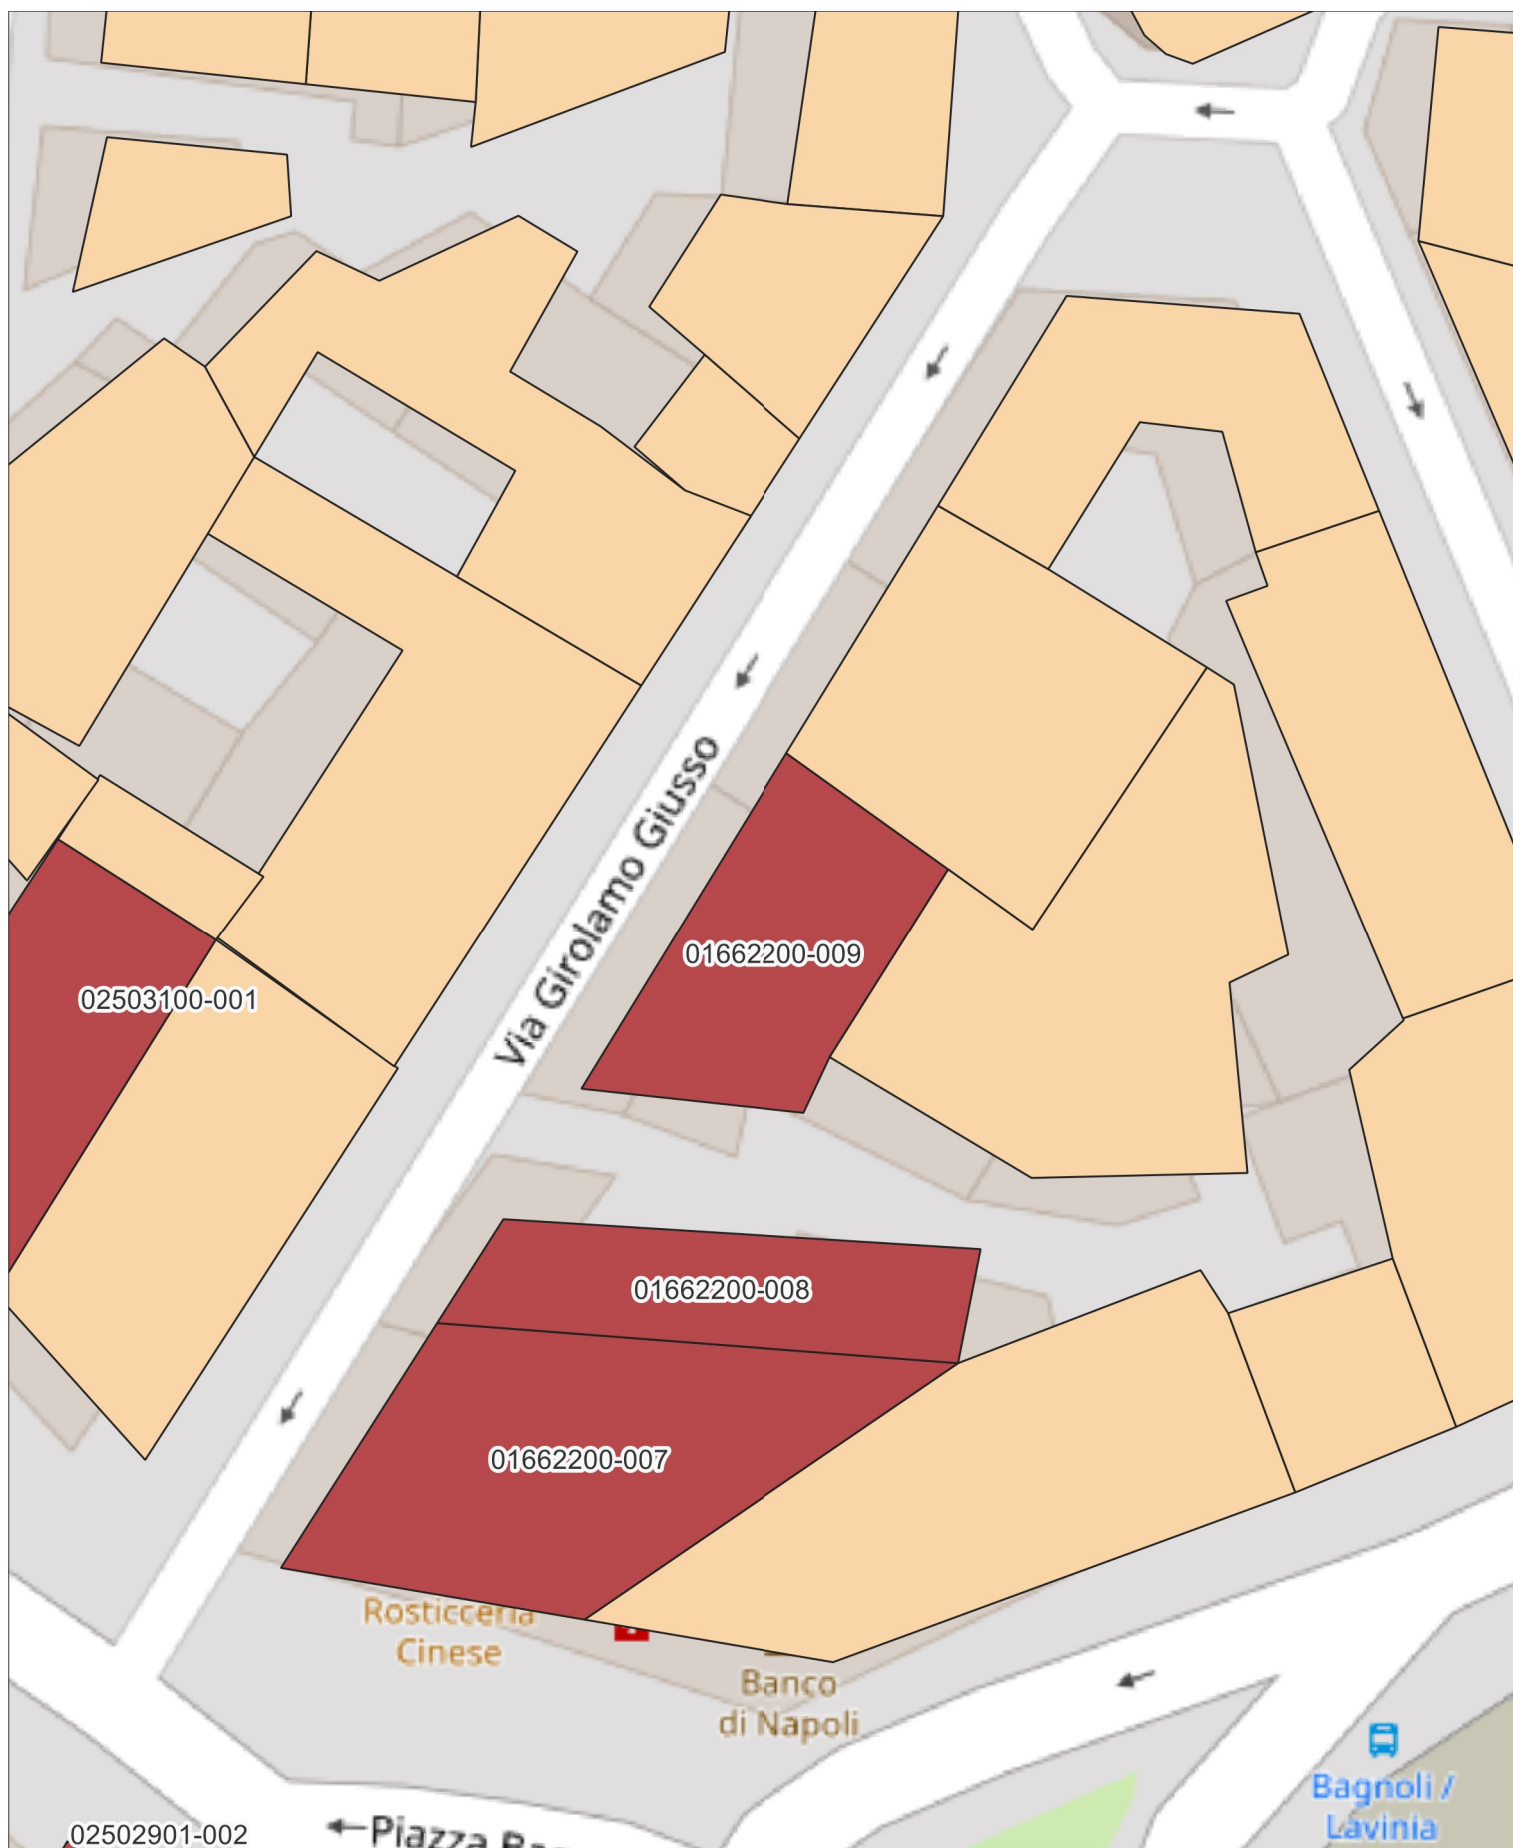 Via Girolamo Giusso
01662200-009
02503100-001
01662200-008
01662200-007
Rosticceria
Cinese
Banco
di Napoli
Bagnoli /
Lavinia
02502901-002
Piazza